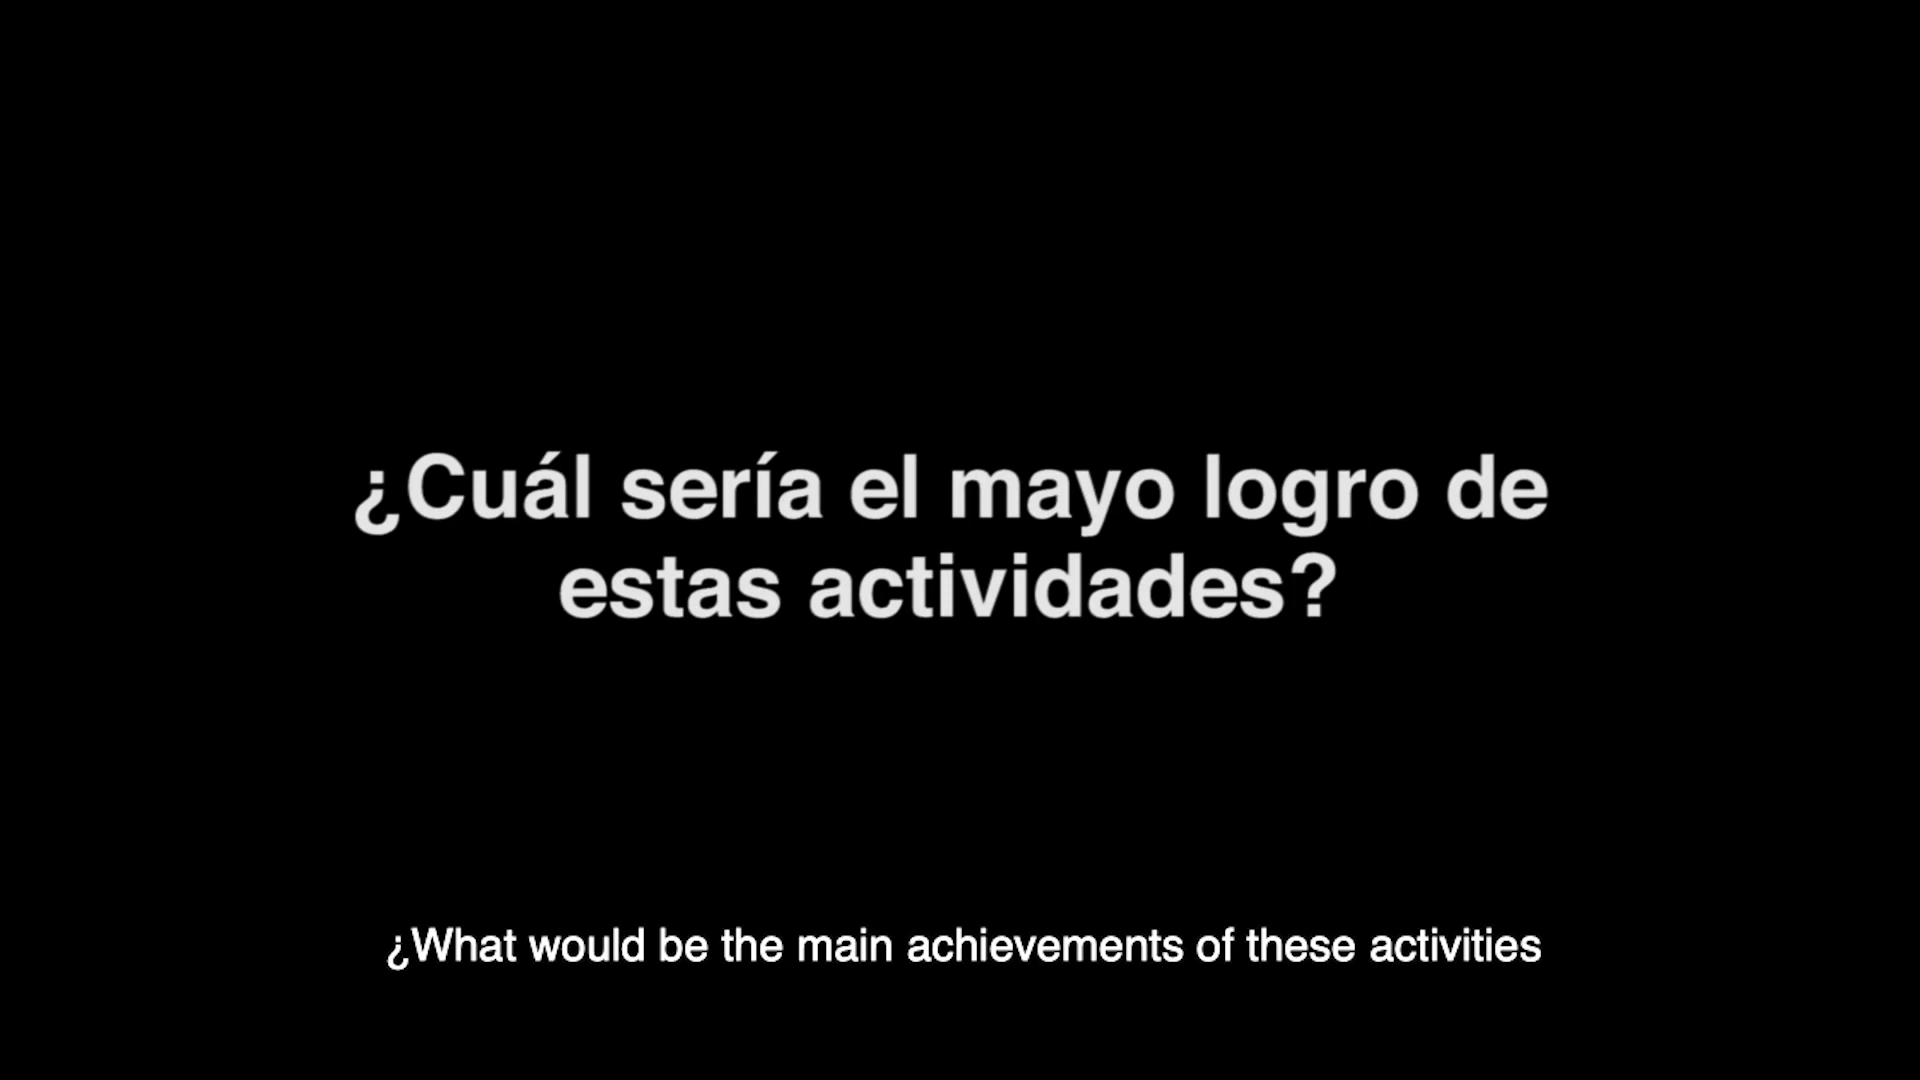 ¿Cuál sería el mayo logro de
estas actividades?
¿What would be the main achievements of these activities